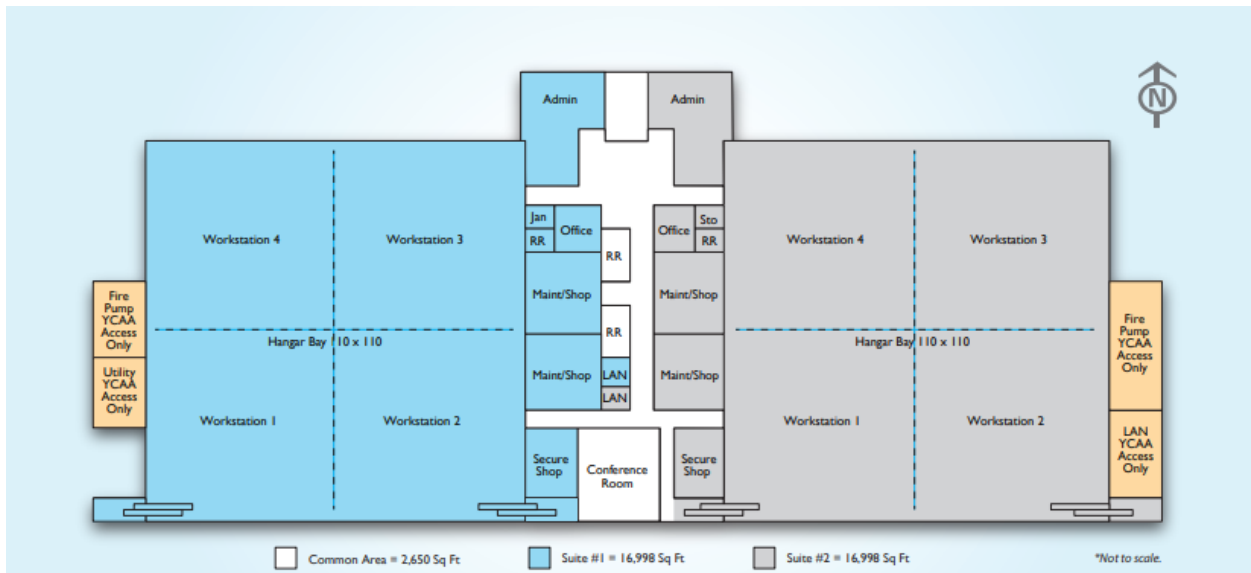 N
Admin
Admin
Jan
Office
RR
Office
Sto
RR
Workstation 4
Workstation 3
Workstation 4
Workstation 3
RR
Maint/Shop
Maint/Shop
Fire
Pump
YCAA
Access
Only
Fire
Pump
YCAA
Access
Only
Hangar Bay 110 x 110
RR
Hangar Bay 110 x 110
Utility
YCAA
Access
Only
Maint/Shop
LAN
LAN
Maint/Shop
Workstation 1
Workstation 2
Workstation 1
Workstation 2
LAN
YCAA
Access
Only
Secure
Shop
Conference
Room
Secure
Shop
Common Area = 2,650 Sq Ft
Suite #1 = 16,998 Sq Ft
Suite #2 = 16,998 Sq Ft
*Not to scale.